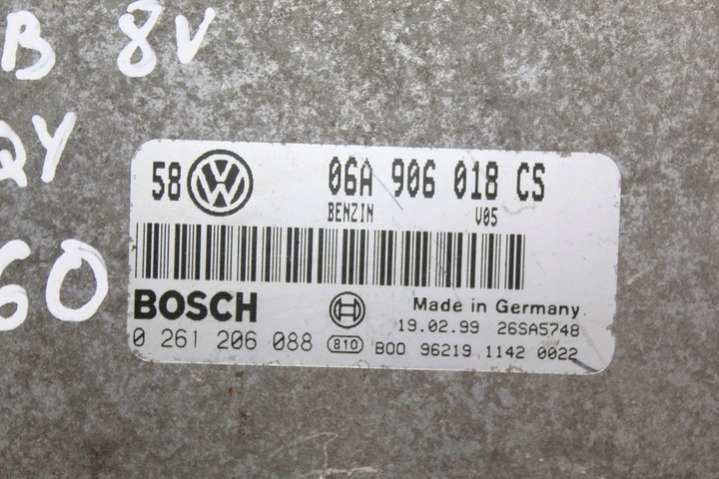 B 8V
QY
60
58 VW 06A 906 018 CS
BENZIN V05
BOSCH Made in Germany
19.02.99 26SA5748
0 261 206 088 810 B00 96219 1142 0022